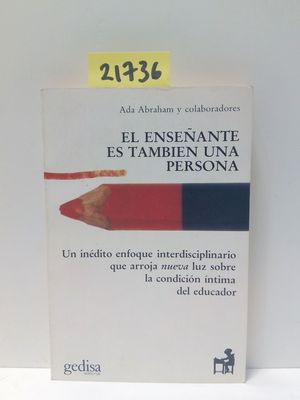 21736
Ada Abraham y colaboradores
EL ENSEÑANTE
ES TAMBIEN UNA
PERSONA
Un inédito enfoque interdisciplinario
que arroja nueva luz sobre
la condición íntima
del educador
gedisa